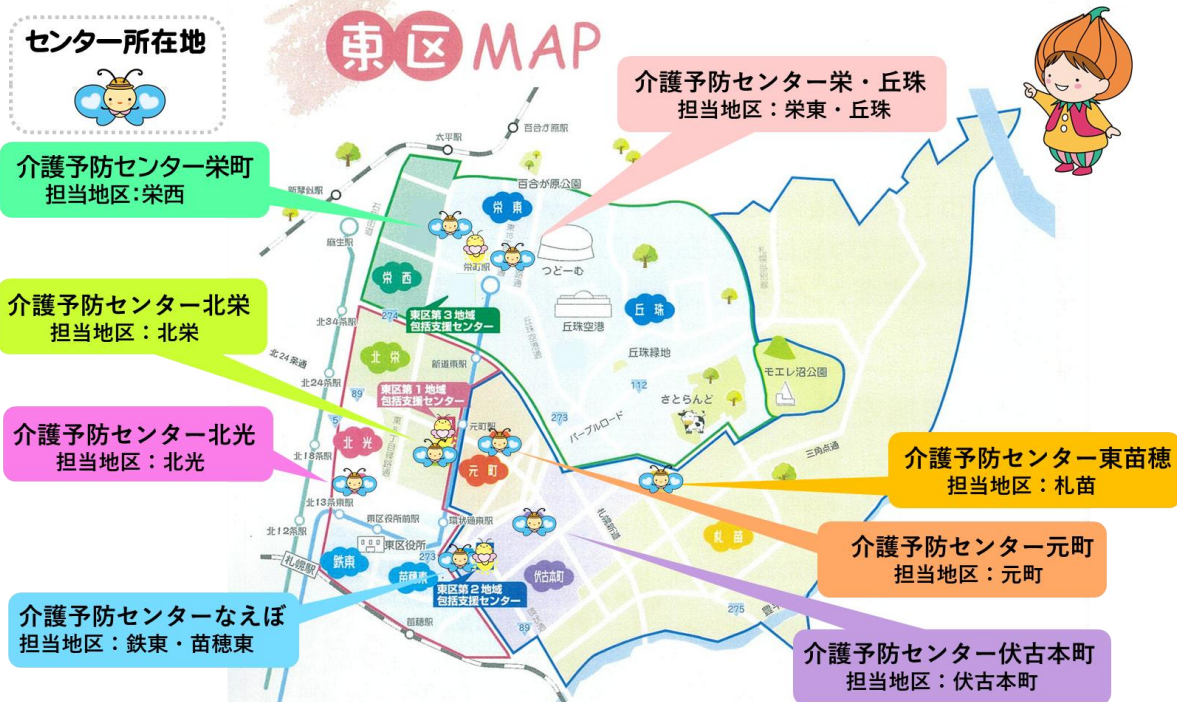 東区MAP
センター所在地
介護予防センター栄・丘珠
担当地区：栄東・丘珠
介護予防センター栄町
担当地区：栄西
介護予防センター北栄
担当地区：北栄
介護予防センター北光
担当地区：北光
介護予防センターなえぼ
担当地区：鉄東・苗穂東
介護予防センター東苗穂
担当地区：札苗
介護予防センター元町
担当地区：元町
介護予防センター伏古本町
担当地区：伏古本町
百合が原駅
太平駅
新琴似駅
百合が原公園
栄東
麻生駅
栄町駅
つどーむ
栄西
274
東区第3地域
包括支援センター
丘珠
丘珠空港
北34条駅
丘珠緑地
北24条通
北栄
新道東駅
モエレ沼公園
北24条駅
89
東区第1地域
包括支援センター
112
さとらんど
5
273
パープルロード
元町駅
北光
三角点通
北18条駅
元町
北13条東駅
札幌新道
北12条駅
東区役所前駅
環状通東駅
札苗
東区役所
273
札幌駅
鉄東
苗穂東
伏古本町
東区第2地域
包括支援センター
275
苗穂駅
89